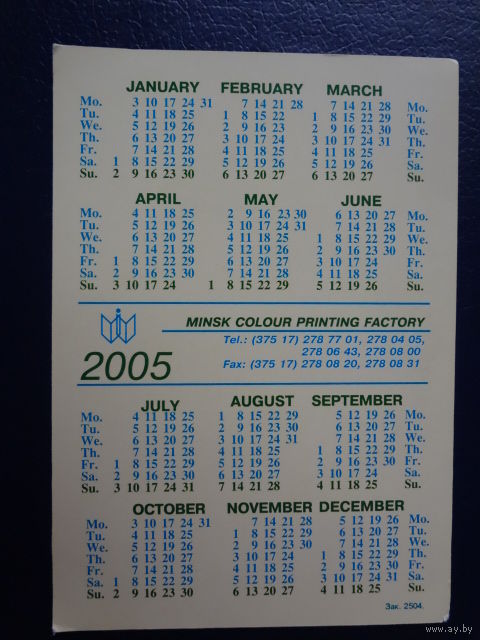 JANUARY FEBRUARY MARCH
Mo. 3 10 17 24 31 7 14 21 28 7 14 21 28 Mo.
Tu. 4 11 18 25 1 8 15 22 1 8 15 22 29 Tu.
We. 5 12 19 26 2 9 16 23 2 9 16 23 30 We.
Th. 6 13 20 27 3 10 17 24 3 10 17 24 31 Th.
Fr. 7 14 21 28 4 11 18 25 4 11 18 25 Fr.
Sa. 1 8 15 22 29 5 12 19 26 5 12 19 26 Sa.
Su. 2 9 16 23 30 6 13 20 27 6 13 20 27 Su.
APRIL MAY JUNE
Mo. 4 11 18 25 2 9 16 23 30 6 13 20 27 Mo.
Tu. 5 12 19 26 3 10 17 24 31 7 14 21 28 Tu.
We. 6 13 20 27 4 11 18 25 1 8 15 22 29 We.
Th. 7 14 21 28 5 12 19 26 2 9 16 23 30 Th.
Fr. 1 8 15 22 29 6 13 20 27 3 10 17 24 Fr.
Sa. 2 9 16 23 30 7 14 21 28 4 11 18 25 Sa.
Su. 3 10 17 24 1 8 15 22 29 5 12 19 26 Su.
MINSK COLOUR PRINTING FACTORY
Tel.: (375 17) 278 77 01, 278 04 05,
278 06 43, 278 08 00
Fax: (375 17) 278 08 20, 278 08 31
2005
JULY AUGUST SEPTEMBER
Mo. 4 11 18 25 1 8 15 22 29 5 12 19 26 Mo.
Tu. 5 12 19 26 2 9 16 23 30 6 13 20 27 Tu.
We. 6 13 20 27 3 10 17 24 31 7 14 21 28 We.
Th. 7 14 21 28 4 11 18 25 1 8 15 22 29 Th.
Fr. 1 8 15 22 29 5 12 19 26 2 9 16 23 30 Fr.
Sa. 2 9 16 23 30 6 13 20 27 3 10 17 24 Sa.
Su. 3 10 17 24 31 7 14 21 28 4 11 18 25 Su.
OCTOBER NOVEMBER DECEMBER
Mo. 3 10 17 24 31 7 14 21 28 5 12 19 26 Mo.
Tu. 4 11 18 25 1 8 15 22 29 6 13 20 27 Tu.
We. 5 12 19 26 2 9 16 23 30 7 14 21 28 We.
Th. 6 13 20 27 3 10 17 24 1 8 15 22 29 Th.
Fr. 7 14 21 28 4 11 18 25 2 9 16 23 30 Fr.
Sa. 1 8 15 22 29 5 12 19 26 3 10 17 24 31 Sa.
Su. 2 9 16 23 30 6 13 20 27 4 11 18 25 Su.
Зак. 2504.
www.ay.by